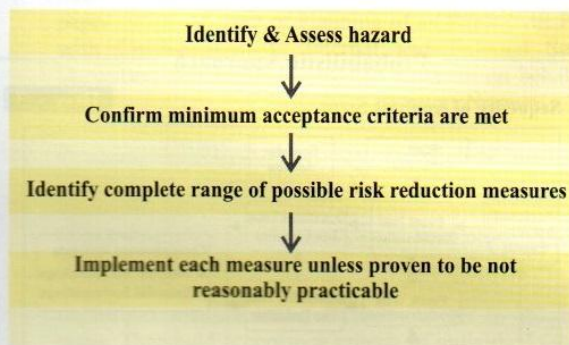 Identify & Assess hazard
Confirm minimum acceptance criteria are met
Identify complete range of possible risk reduction measures
Implement each measure unless proven to be not
reasonably practicable